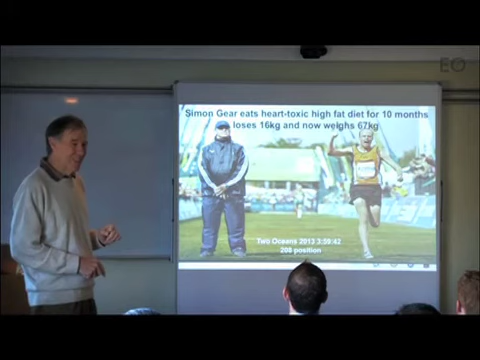 EO
Simon Gear eats heart-toxic high fat diet for 10 months
loses 16kg and now weighs 67kg
Two Oceans 2013 3:59:42
208 position